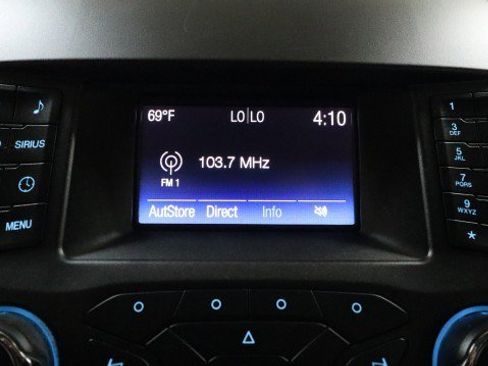 69°F LO LO 4:10
103.7 MHz
FM 1
AutStore Direct Info
SIRIUS
MENU
1
3 DEF
5 JKL
7 PQRS
9 WXYZ
*